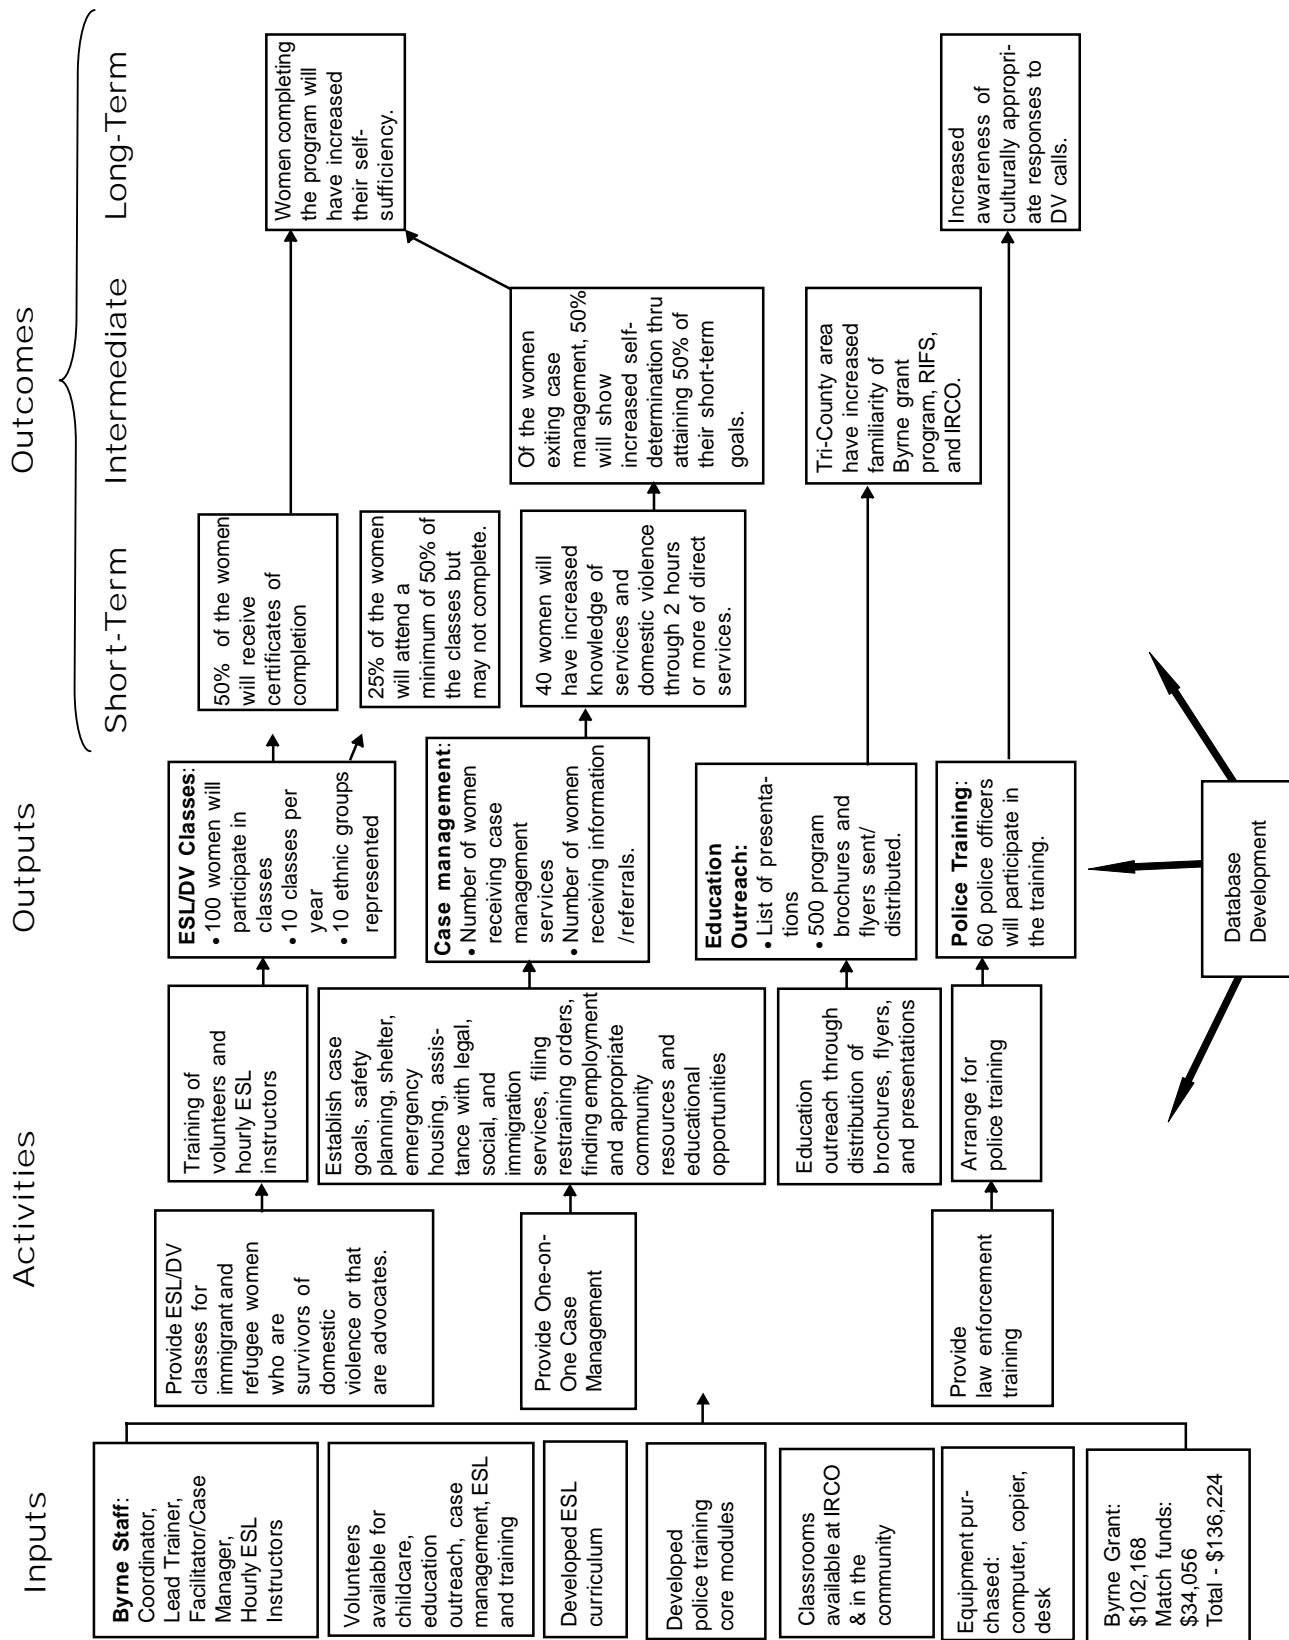 Inputs
Activities
Outputs
Outcomes
Short-Term
Intermediate
Long-Term
Byrne Staff:
Coordinator,
Lead Trainer,
Facilitator/Case
Manager,
Hourly ESL
Instructors
Volunteers
available for
childcare,
education
outreach, case
management, ESL
and training
Developed ESL
curriculum
Developed
police training
core modules
Classrooms
available at IRCO
& in the
community
Equipment pur-
chased:
computer, copier,
desk
Byrne Grant:
$102,168
Match funds:
$34,056
Total - $136,224
Provide ESL/DV
classes for
immigrant and
refugee women
who are
survivors of
domestic
violence or that
are advocates.
Provide One-on-
One Case
Management
Provide
law enforcement
training
Training of
volunteers and
hourly ESL
instructors
Establish case
goals, safety
planning, shelter,
emergency
housing, assis-
tance with legal,
social, and
immigration
services, filing
restraining orders,
finding employment
and appropriate
community
resources and
educational
opportunities
Education
outreach through
distribution of
brochures, flyers,
and presentations
Arrange for
police training
ESL/DV Classes:
• 100 women will
participate in
classes
• 10 classes per
year
• 10 ethnic groups
represented
Case management:
• Number of women
receiving case
management
services
• Number of women
receiving information
/referrals.
Education
Outreach:
• List of presenta-
tions
• 500 program
brochures and
flyers sent/
distributed.
Police Training:
60 police officers
will participate in
the training.
Database
Development
50% of the women
will receive
certificates of
completion
25% of the women
will attend a
minimum of 50% of
the classes but
may not complete.
40 women will
have increased
knowledge of
services and
domestic violence
through 2 hours
or more of direct
services.
Of the women
exiting case
management, 50%
will show
increased self-
determination thru
attaining 50% of
their short-term
goals.
Tri-County area
have increased
familiarity of
Byrne grant
program, RIFS,
and IRCO.
Women completing
the program will
have increased
their self-
sufficiency.
Increased
awareness of
culturally appropri-
ate responses to
DV calls.